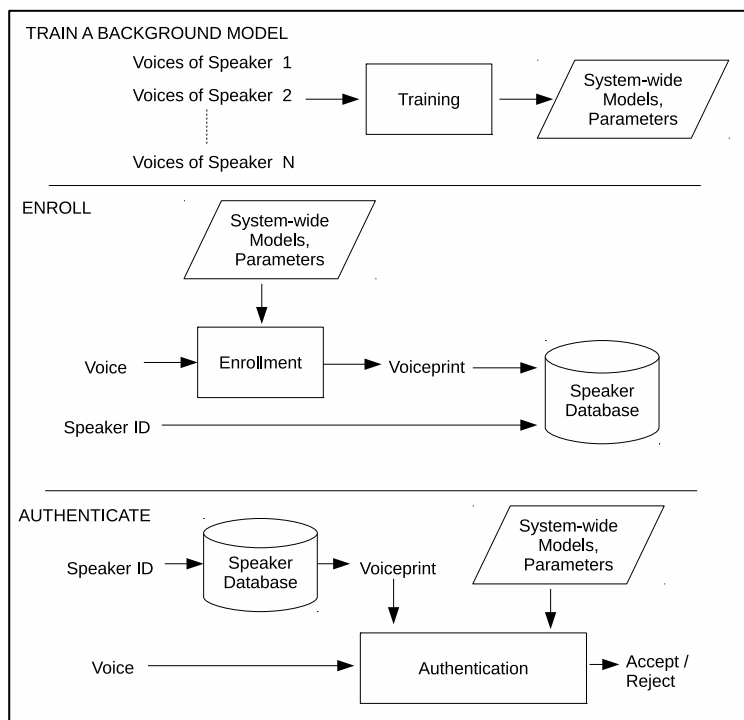 TRAIN A BACKGROUND MODEL
Voices of Speaker 1
Voices of Speaker 2
Voices of Speaker N
Training
System-wide
Models,
Parameters
ENROLL
System-wide
Models,
Parameters
Voice
Enrollment
Voiceprint
Speaker
Database
Speaker ID
AUTHENTICATE
Speaker ID
Speaker
Database
Voiceprint
System-wide
Models,
Parameters
Voice
Authentication
Accept /
Reject